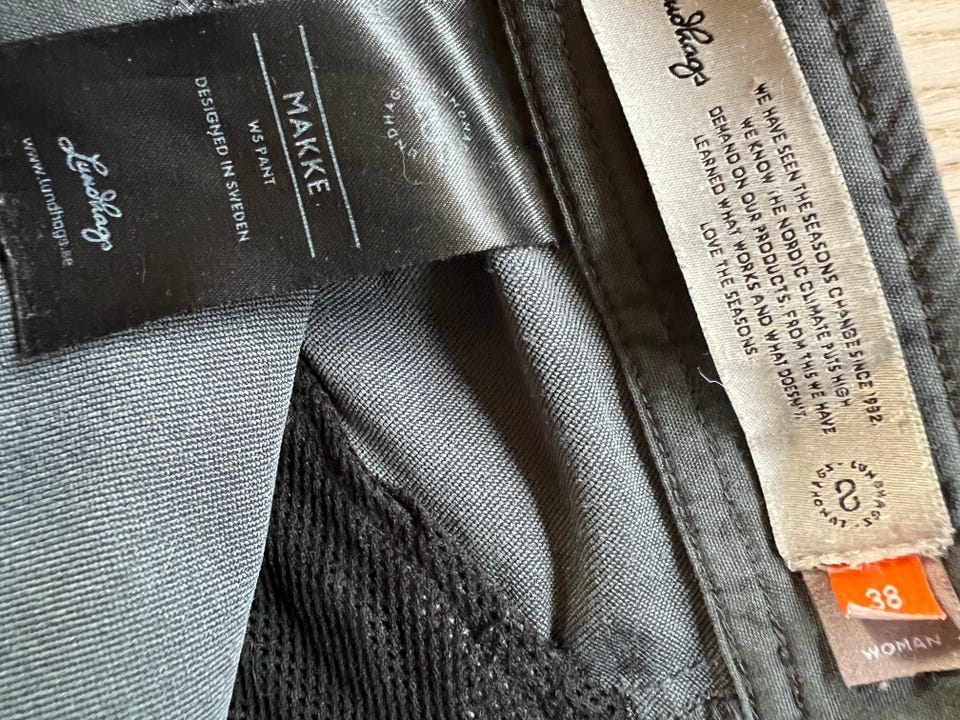 MAKKE
WS PANT
DESIGNED IN SWEDEN
Lundhags
www.lundhags.se
Lundhags
WE HAVE SEEN THE SEASONS CHANGE SINCE 1932.
WE KNOW THE NORDIC CLIMATE PUTS HIGH
DEMAND ON OUR PRODUCTS. FROM THIS WE HAVE
LEARNED WHAT WORKS AND WHAT DOESN'T.
LOVE THE SEASONS
LUNDHAGS
LUNDHAGS
38
WOMAN